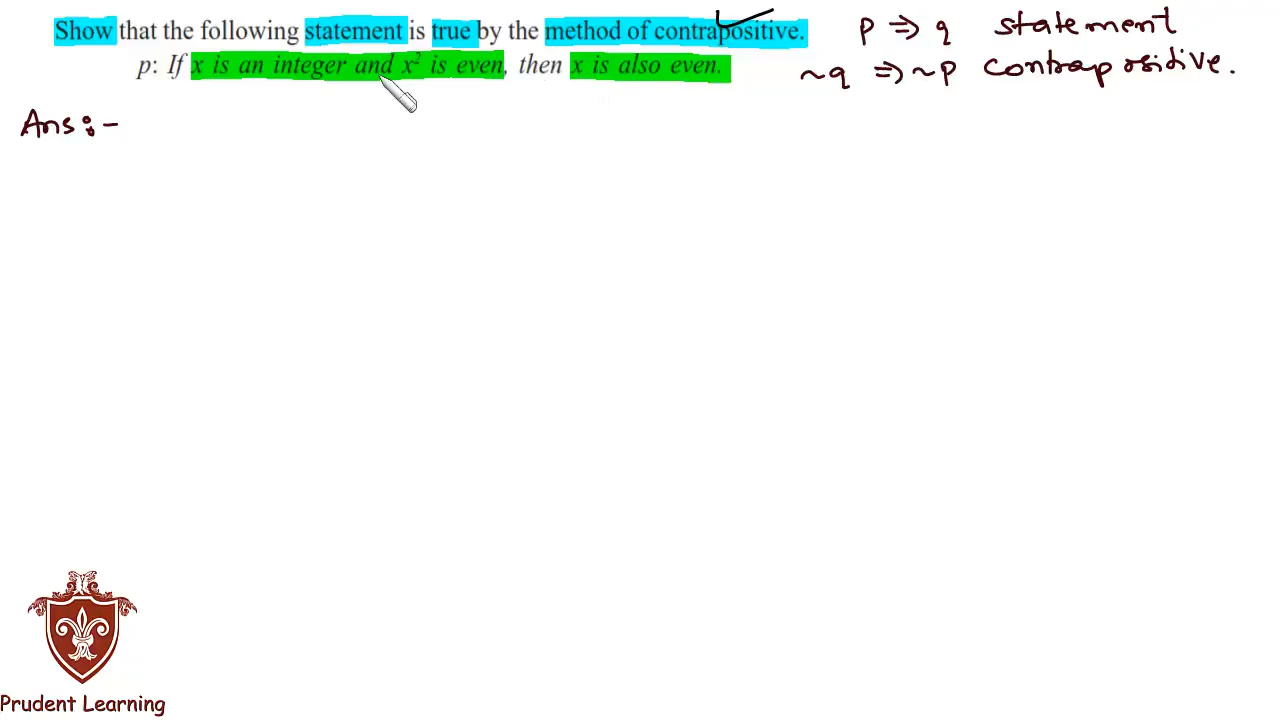 Show that the following statement is true by the method of contrapositive.
p: If x is an integer and x² is even, then x is also even.
p ⇒ q statement
~q ⇒ ~p contrapositive.
Ans :-
Prudent Learning